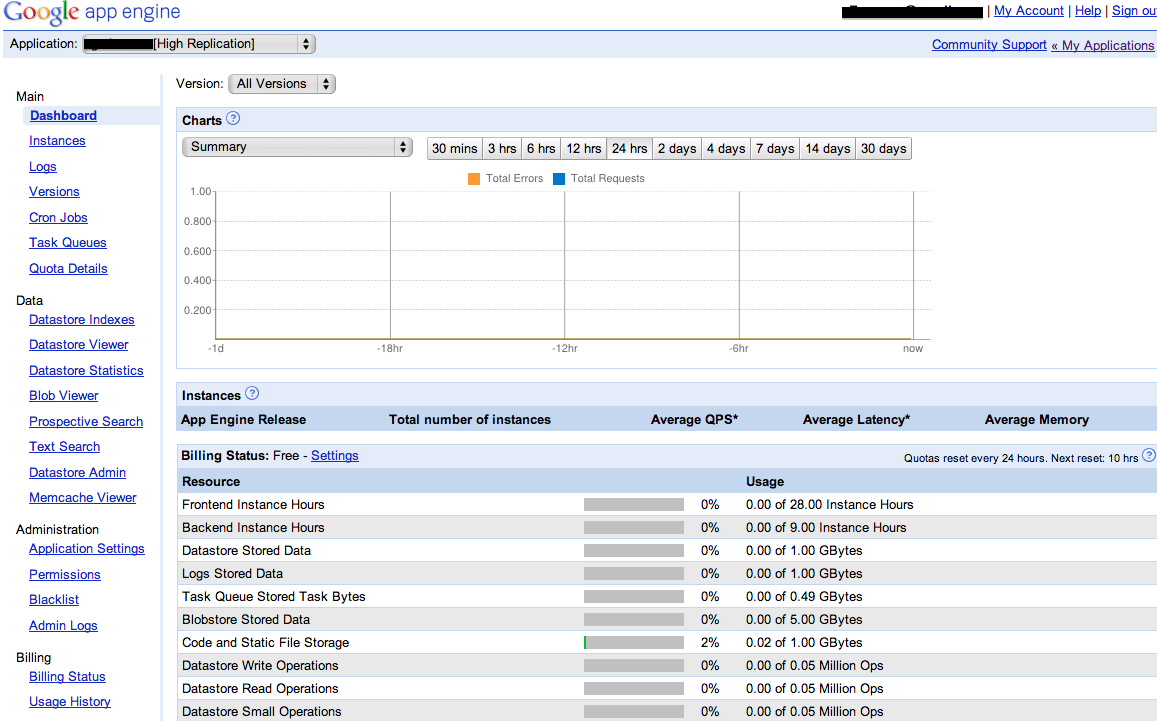 Google app engine
| My Account | Help | Sign ou
Application: [High Replication]
Community Support « My Applications
Version: All Versions
Main
Dashboard
Instances
Logs
Versions
Cron Jobs
Task Queues
Quota Details
Data
Datastore Indexes
Datastore Viewer
Datastore Statistics
Blob Viewer
Prospective Search
Text Search
Datastore Admin
Memcache Viewer
Administration
Application Settings
Permissions
Blacklist
Admin Logs
Billing
Billing Status
Usage History
Charts ?
Summary 30 mins 3 hrs 6 hrs 12 hrs 24 hrs 2 days 4 days 7 days 14 days 30 days
Total Errors Total Requests
1.00
0.800
0.600
0.400
0.200
-1d -18hr -12hr -6hr now
Instances ?
App Engine Release Total number of instances Average QPS* Average Latency* Average Memory
Billing Status: Free - Settings Quotas reset every 24 hours. Next reset: 10 hrs ?
Resource Usage
Frontend Instance Hours 0% 0.00 of 28.00 Instance Hours
Backend Instance Hours 0% 0.00 of 9.00 Instance Hours
Datastore Stored Data 0% 0.00 of 1.00 GBytes
Logs Stored Data 0% 0.00 of 1.00 GBytes
Task Queue Stored Task Bytes 0% 0.00 of 0.49 GBytes
Blobstore Stored Data 0% 0.00 of 5.00 GBytes
Code and Static File Storage 2% 0.02 of 1.00 GBytes
Datastore Write Operations 0% 0.00 of 0.05 Million Ops
Datastore Read Operations 0% 0.00 of 0.05 Million Ops
Datastore Small Operations 0% 0.00 of 0.05 Million Ops